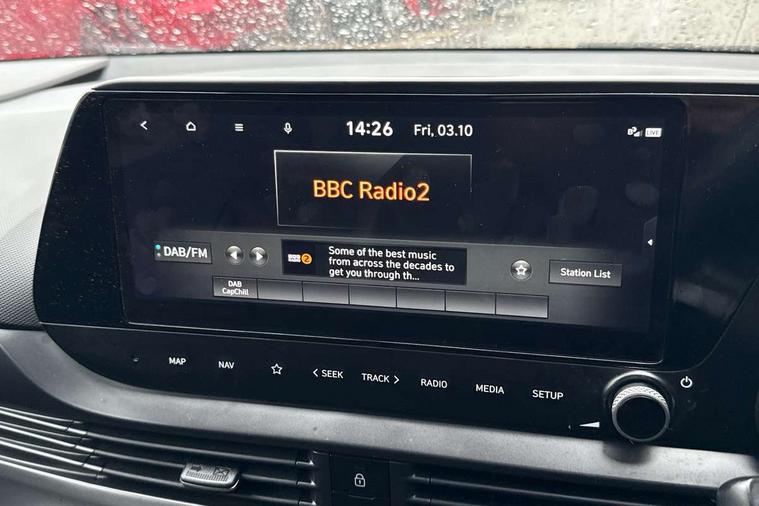 14:26 Fri, 03.10
LIVE
BBC Radio2
DAB/FM
2
Some of the best music
from across the decades to
get you through th...
Station List
DAB
CapChill
MAP NAV < SEEK TRACK > RADIO MEDIA SETUP